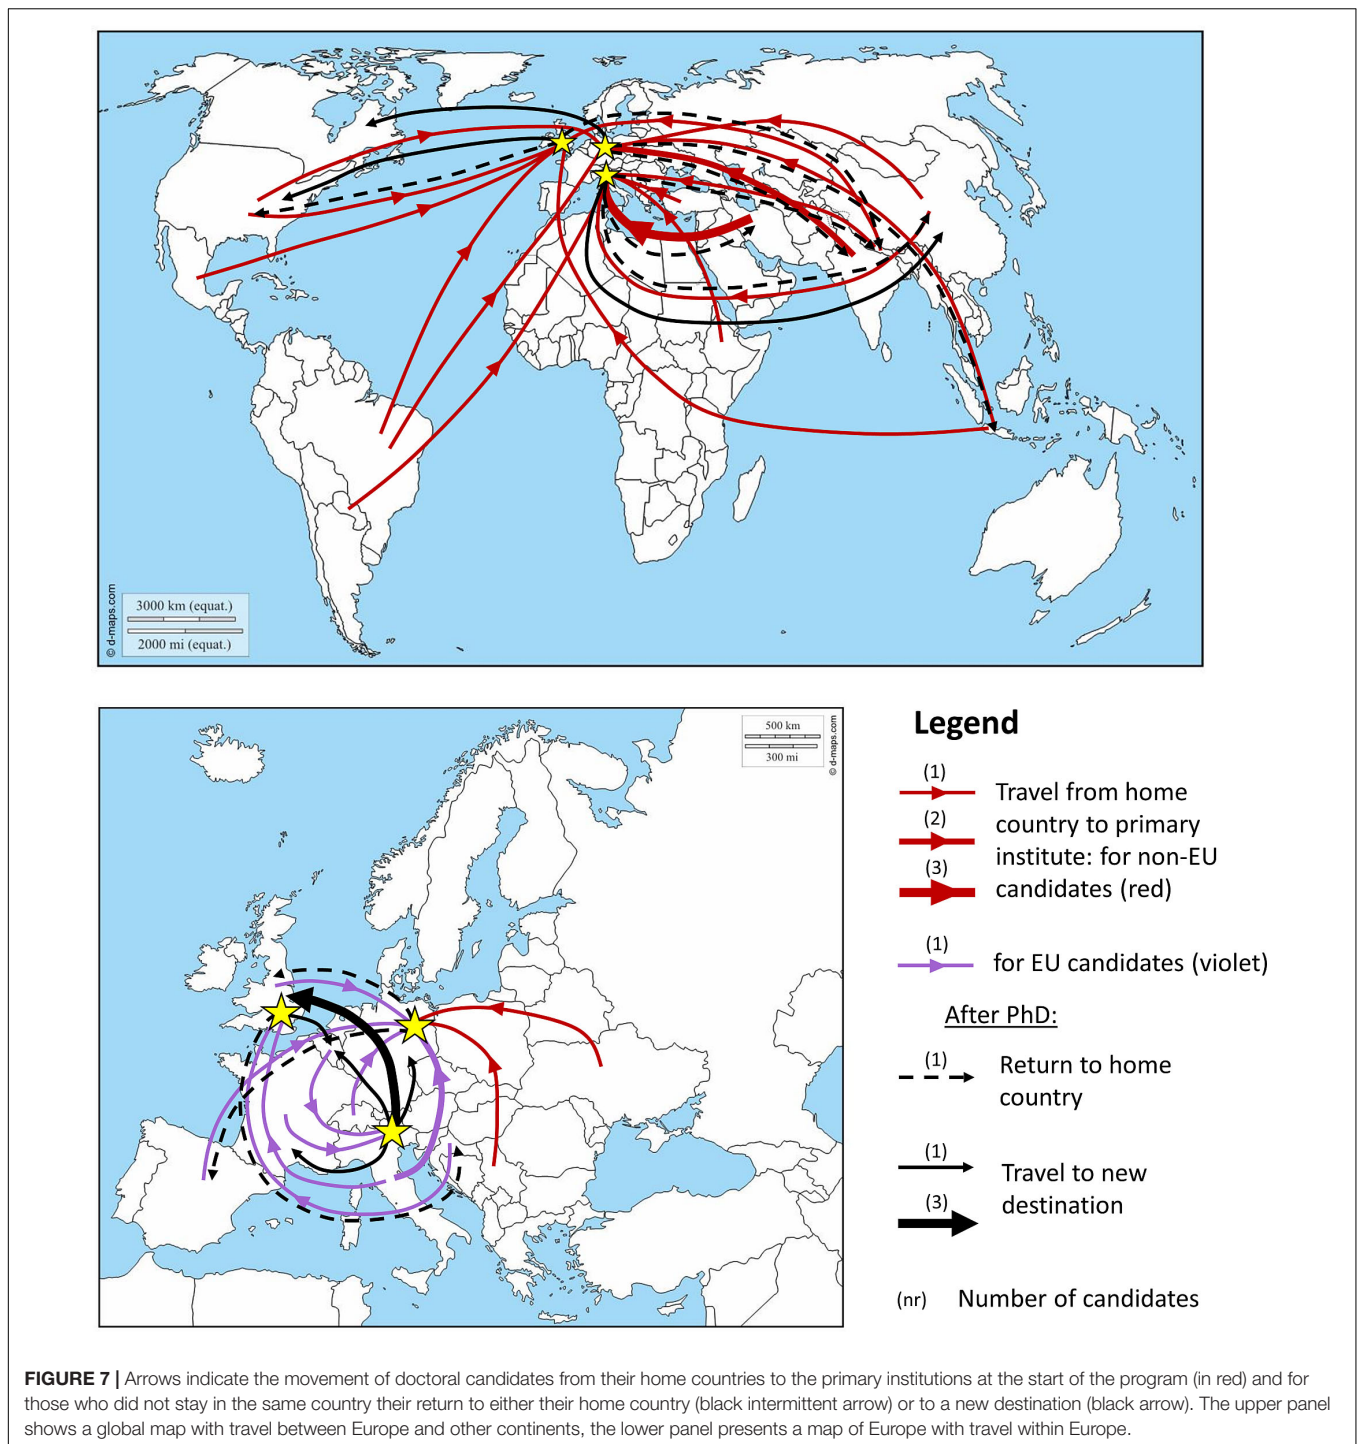 © d-maps.com
3000 km (equat.)
2000 mi (equat.)
500 km
300 mi
© d-maps.com
Legend
(1)
Travel from home
(2)
country to primary
institute: for non-EU
(3)
candidates (red)
(1)
for EU candidates (violet)
After PhD:
(1)
Return to home
country
(1)
Travel to new
(3)
destination
(nr) Number of candidates
FIGURE 7 | Arrows indicate the movement of doctoral candidates from their home countries to the primary institutions at the start of the program (in red) and for
those who did not stay in the same country their return to either their home country (black intermittent arrow) or to a new destination (black arrow). The upper panel
shows a global map with travel between Europe and other continents, the lower panel presents a map of Europe with travel within Europe.